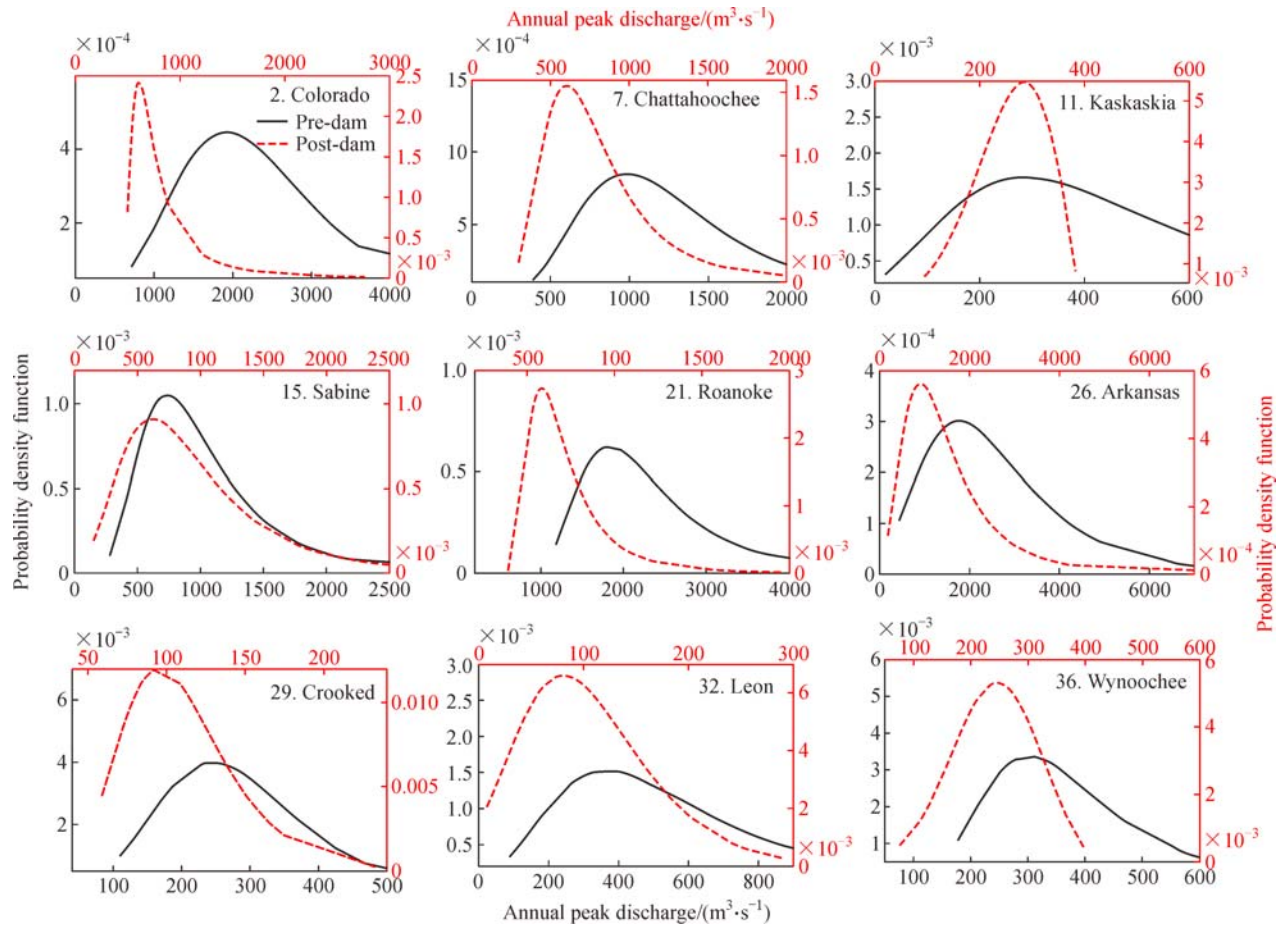 Annual peak discharge/(m³·s⁻¹)
×10⁻⁴
0 1000 2000 3000
2. Colorado
Pre-dam
Post-dam
4
2
2.5
2.0
1.5
1.0
0.5
0
×10⁻³
0 1000 2000 3000 4000
×10⁻⁴
0 500 1000 1500 2000
7. Chattahoochee
15
10
5
1.5
1.0
0.5
0
×10⁻³
0 500 1000 1500 2000
×10⁻³
0 200 400 600
11. Kaskaskia
3.0
2.5
2.0
1.5
1.0
0.5
5
4
3
2
1
×10⁻³
0 200 400 600
Probability density function
×10⁻³
0 500 1000 1500 2000 2500
15. Sabine
1.0
0.5
0
1.0
0.5
0
×10⁻³
0 500 1000 1500 2000 2500
×10⁻³
500 100 1500 2000
21. Roanoke
1.0
0.5
0
3
2
1
0
×10⁻³
1000 2000 3000 4000
×10⁻⁴
0 2000 4000 6000
26. Arkansas
4
3
2
1
0
6
4
2
0
×10⁻⁴
0 2000 4000 6000
Probability density function
×10⁻³
50 100 150 200
29. Crooked
6
4
2
0.010
0.005
0
100 200 300 400 500
×10⁻³
0 100 200 300
32. Leon
3.0
2.5
2.0
1.5
1.0
0.5
6
4
2
0
×10⁻³
0 200 400 600 800
×10⁻³
100 200 300 400 500 600
36. Wynoochee
6
5
4
3
2
1
6
4
2
0
×10⁻³
100 200 300 400 500 600
Annual peak discharge/(m³·s⁻¹)